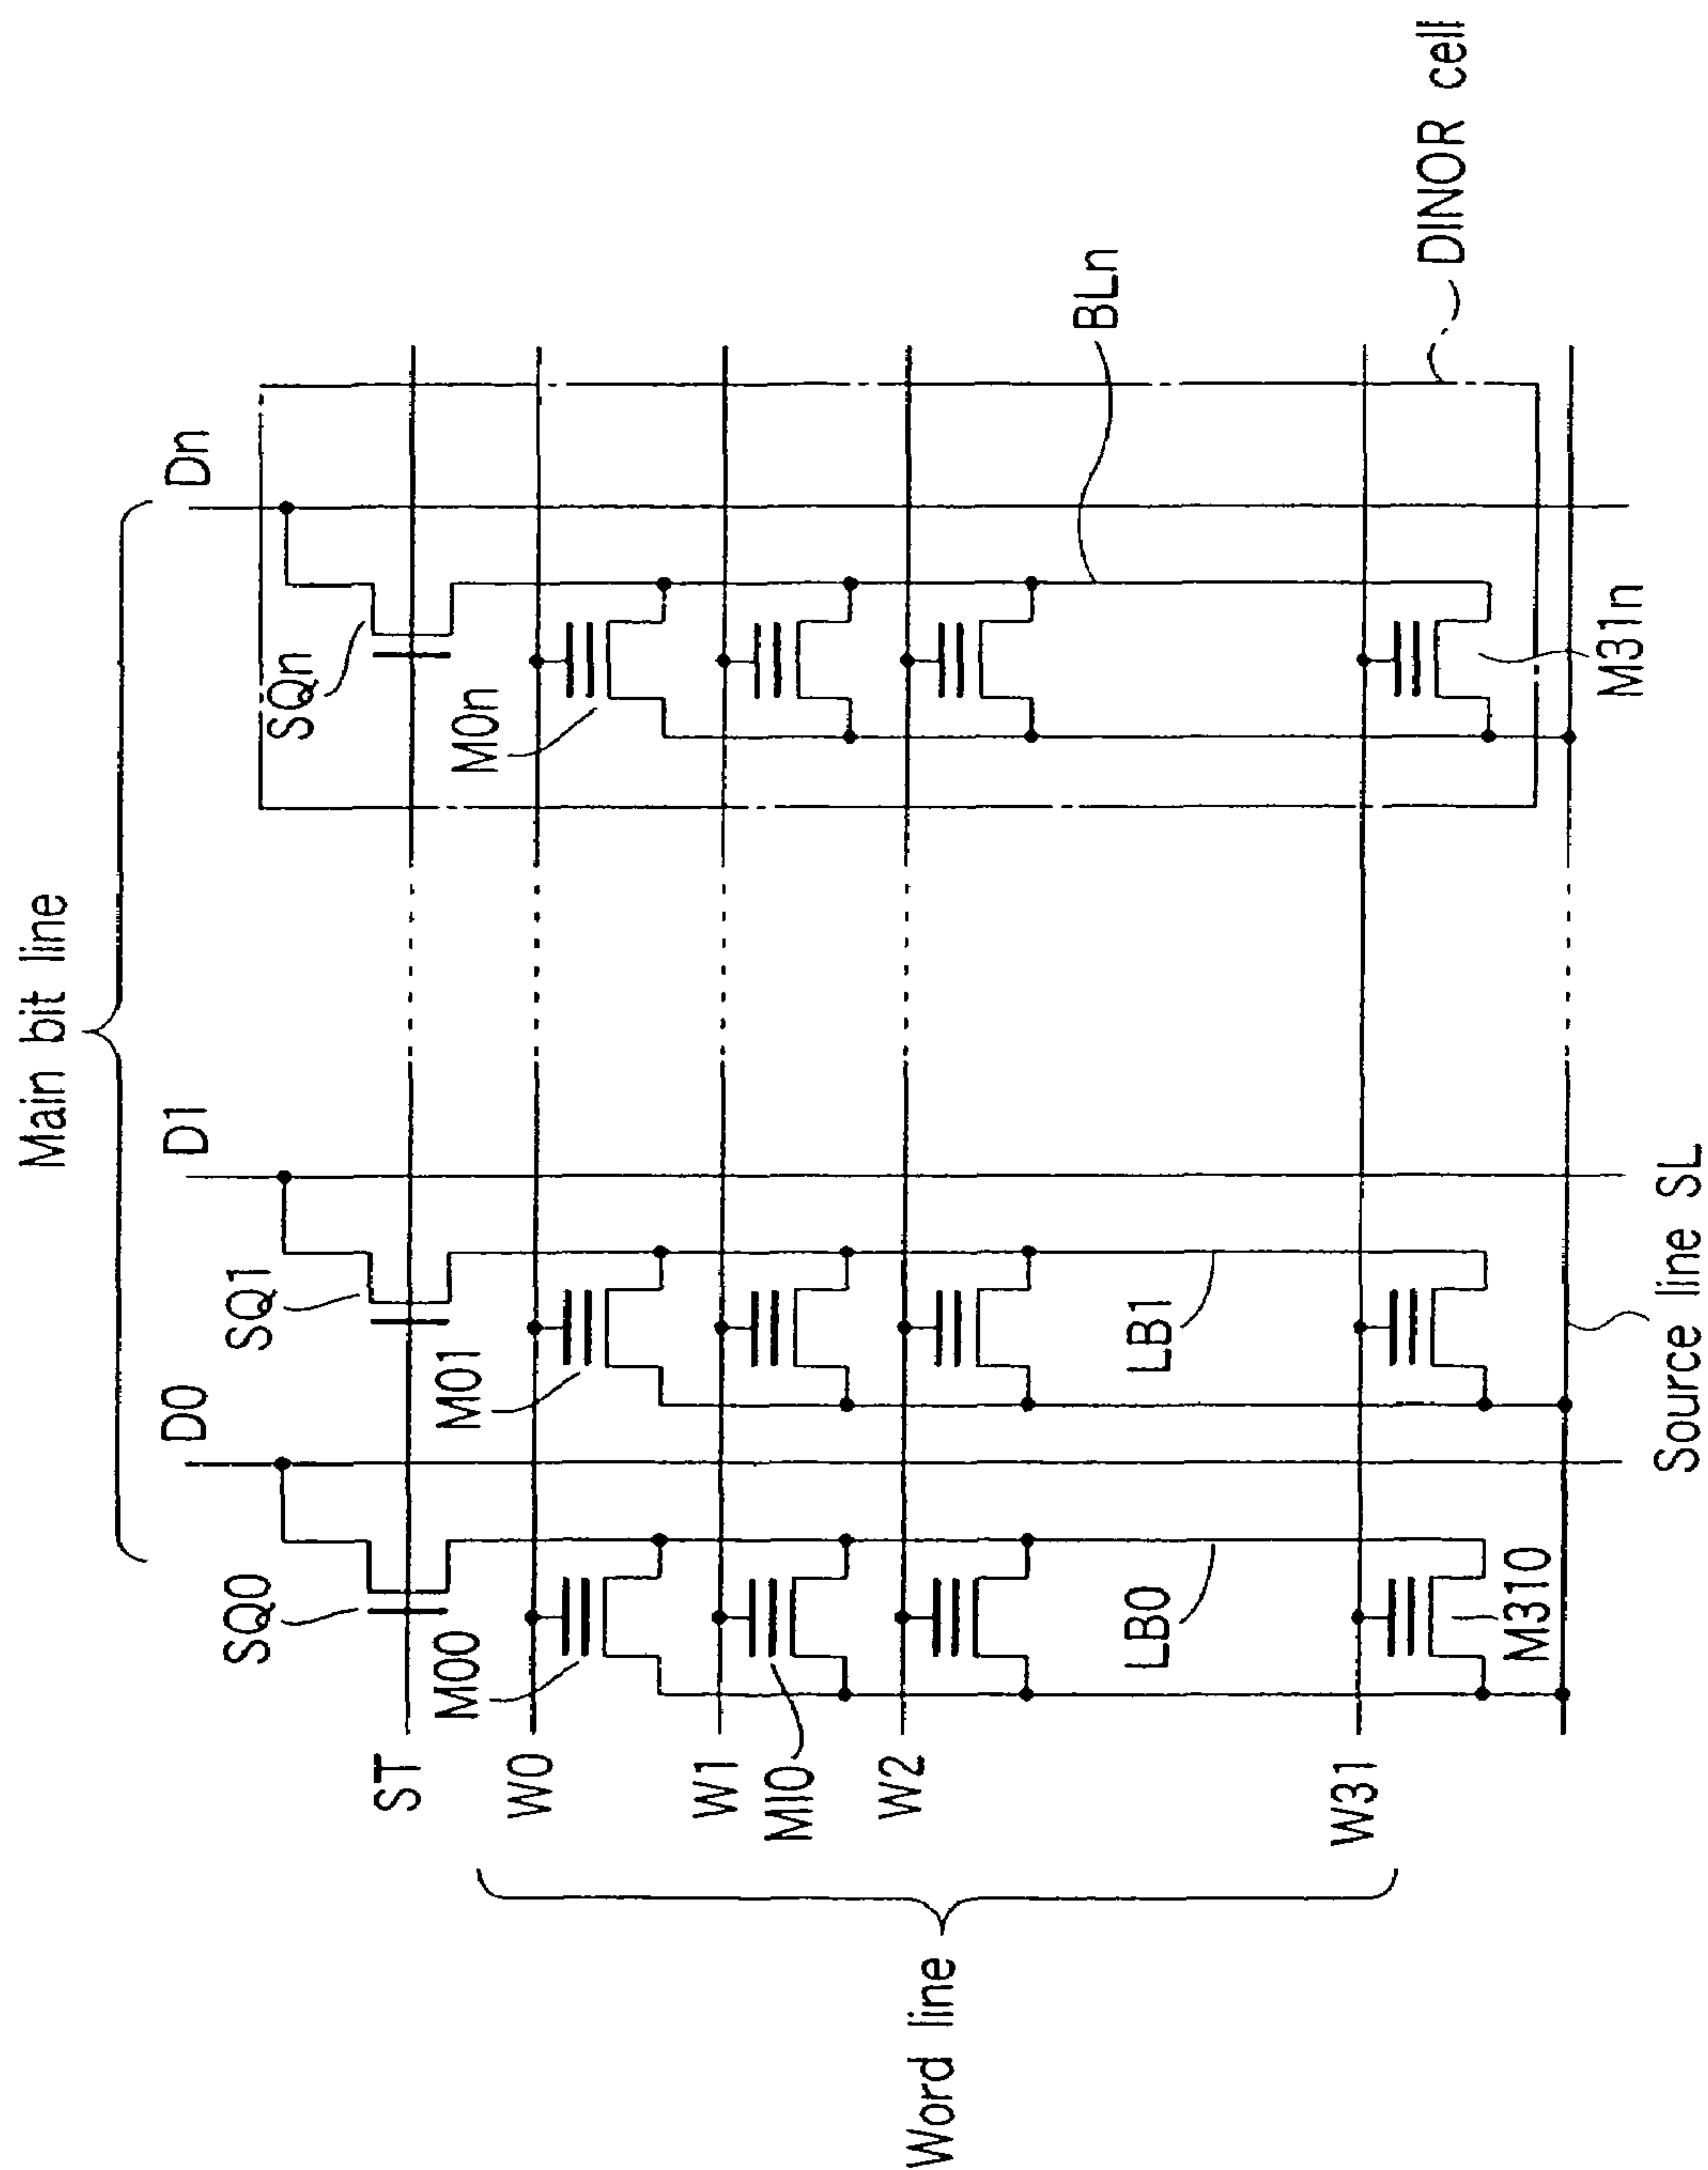 Main bit line
D0
D1
Dn
SQ0
SQ1
SQn
ST
M00
M01
M0n
W0
W1
MI0
W2
BLn
LB0
LB1
W31
M310
M31n
Word line
Source line SL
DINOR cell